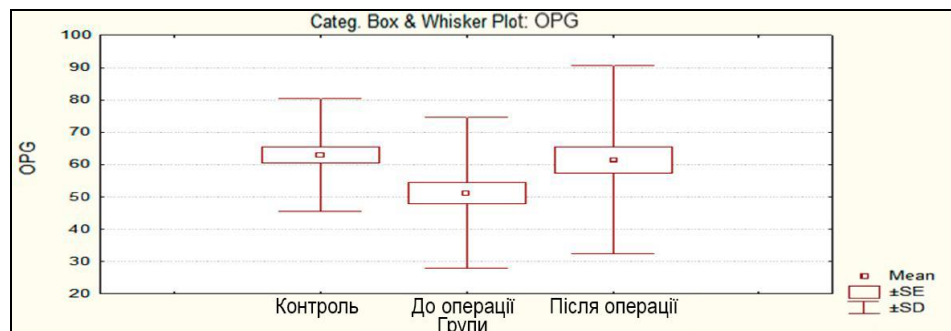 Categ. Box & Whisker Plot: OPG
100
90
80
70
60
50
40
30
20
OPG
Контроль До операції Після операції
Групи
Mean
±SE
±SD